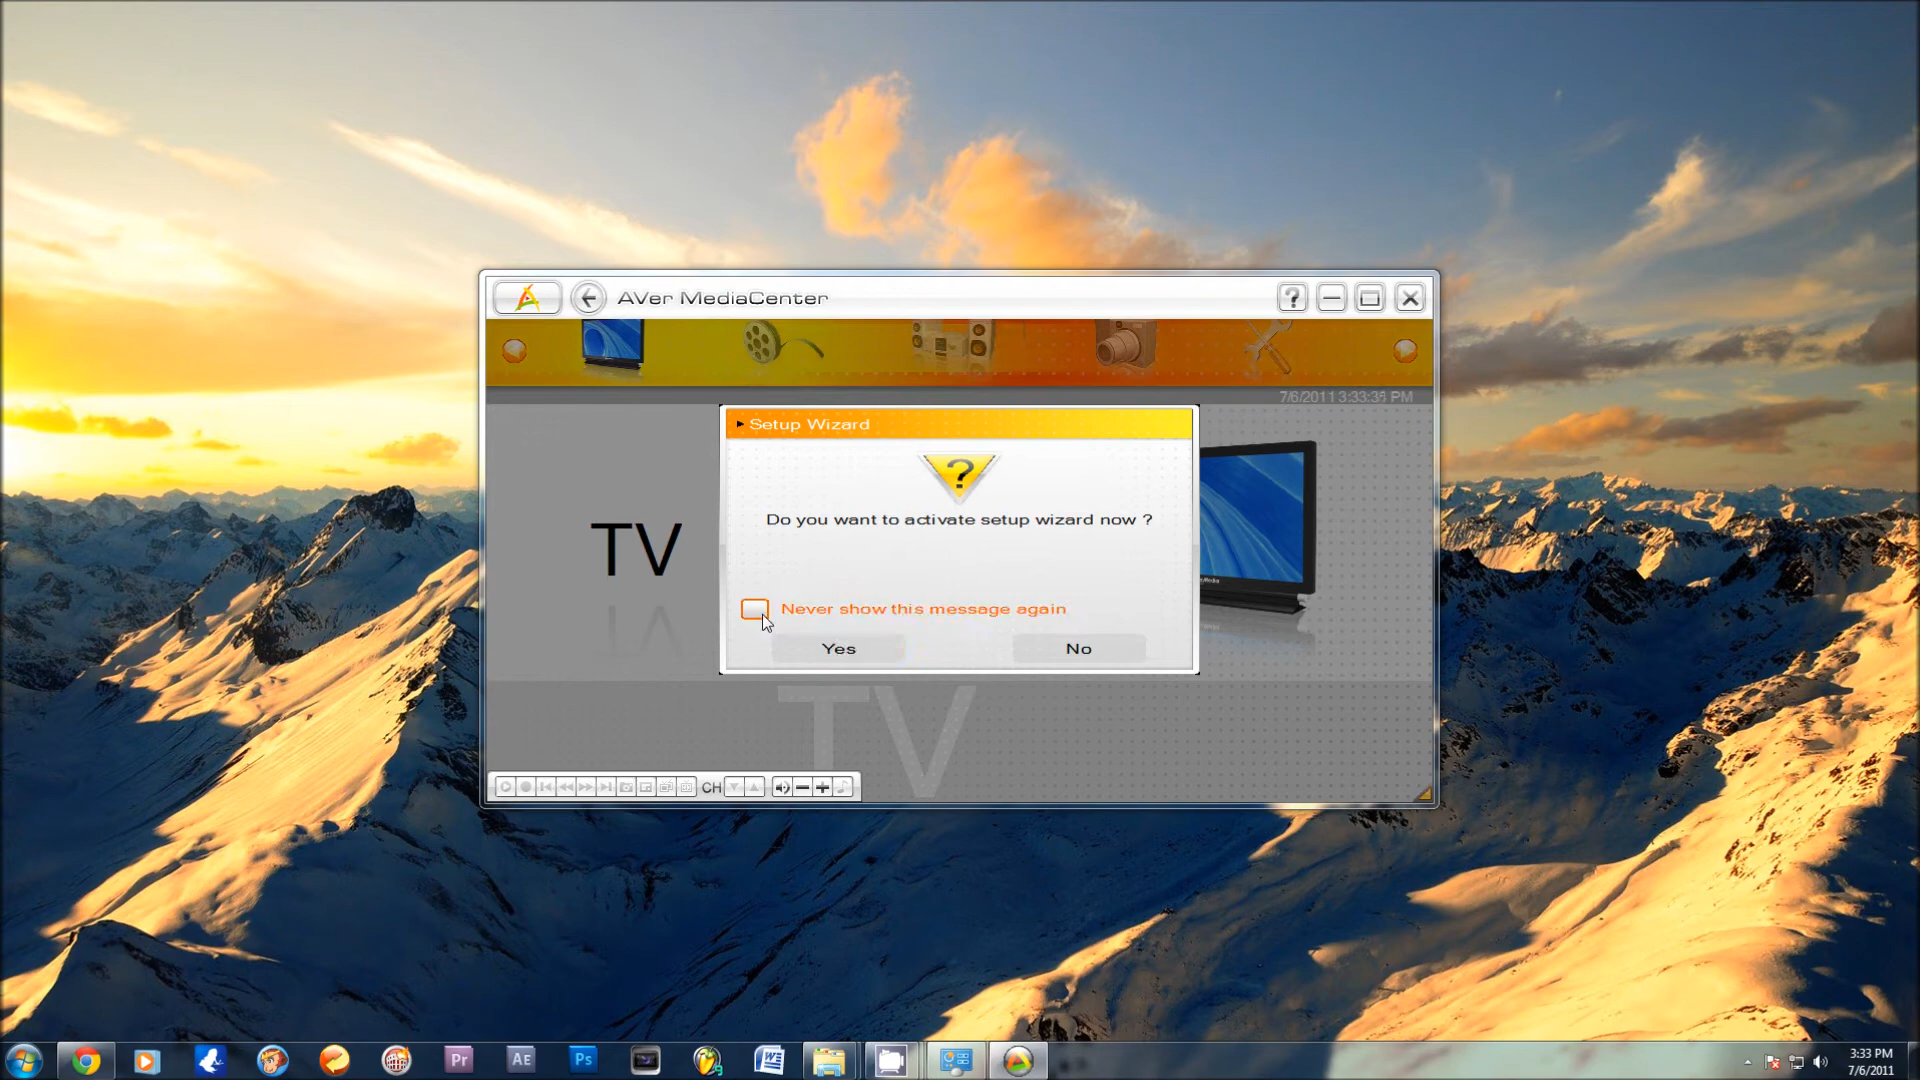 AVer MediaCenter
?
7/6/2011 3:33:35 PM
Setup Wizard
?
Do you want to activate setup wizard now ?
TV
Never show this message again
Yes
No
TV
CH
Pr
AE
Ps
3:33 PM
7/6/2011